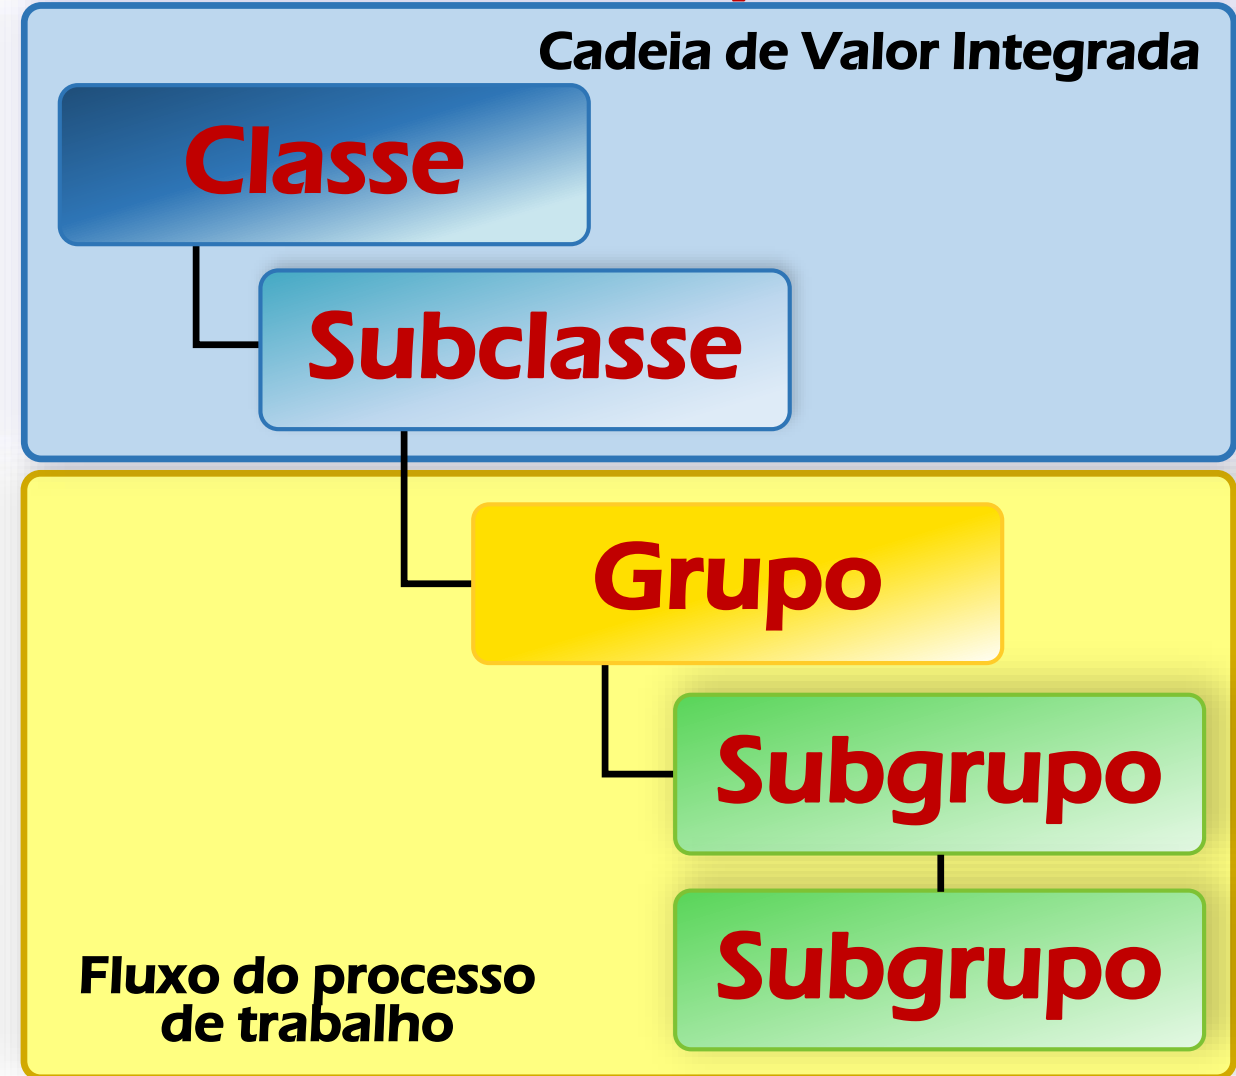 Cadeia de Valor Integrada
Classe
Subclasse
Grupo
Subgrupo
Subgrupo
Fluxo do processo
de trabalho